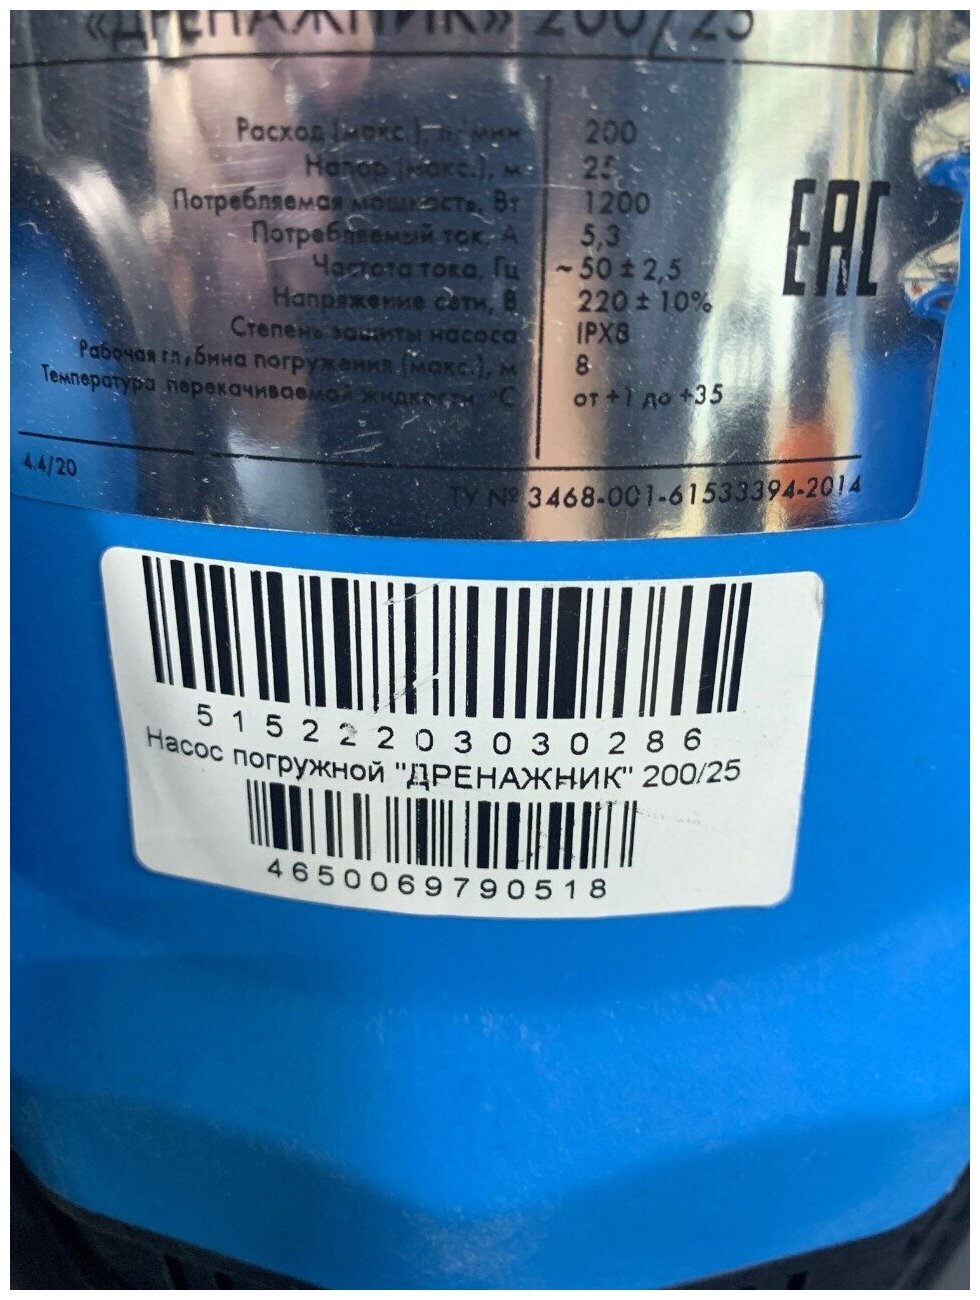 «ДРЕНАЖНИК» 200/25
Расход (макс.), л/мин 200
Напор (макс.), м 25
Потребляемая мощность, Вт 1200
Потребляемый ток, А 5,3
Частота тока, Гц ~ 50 ± 2,5
Напряжение сети, В 220 ± 10%
Степень защиты насоса IPX8
Рабочая глубина погружения (макс.), м 8
Температура перекачиваемой жидкости, °С от +1 до +35
ЕАС
4.4/20
ТУ № 3468-001-61533394-2014
5152220303286
Насос погружной "ДРЕНАЖНИК" 200/25
4650069790518